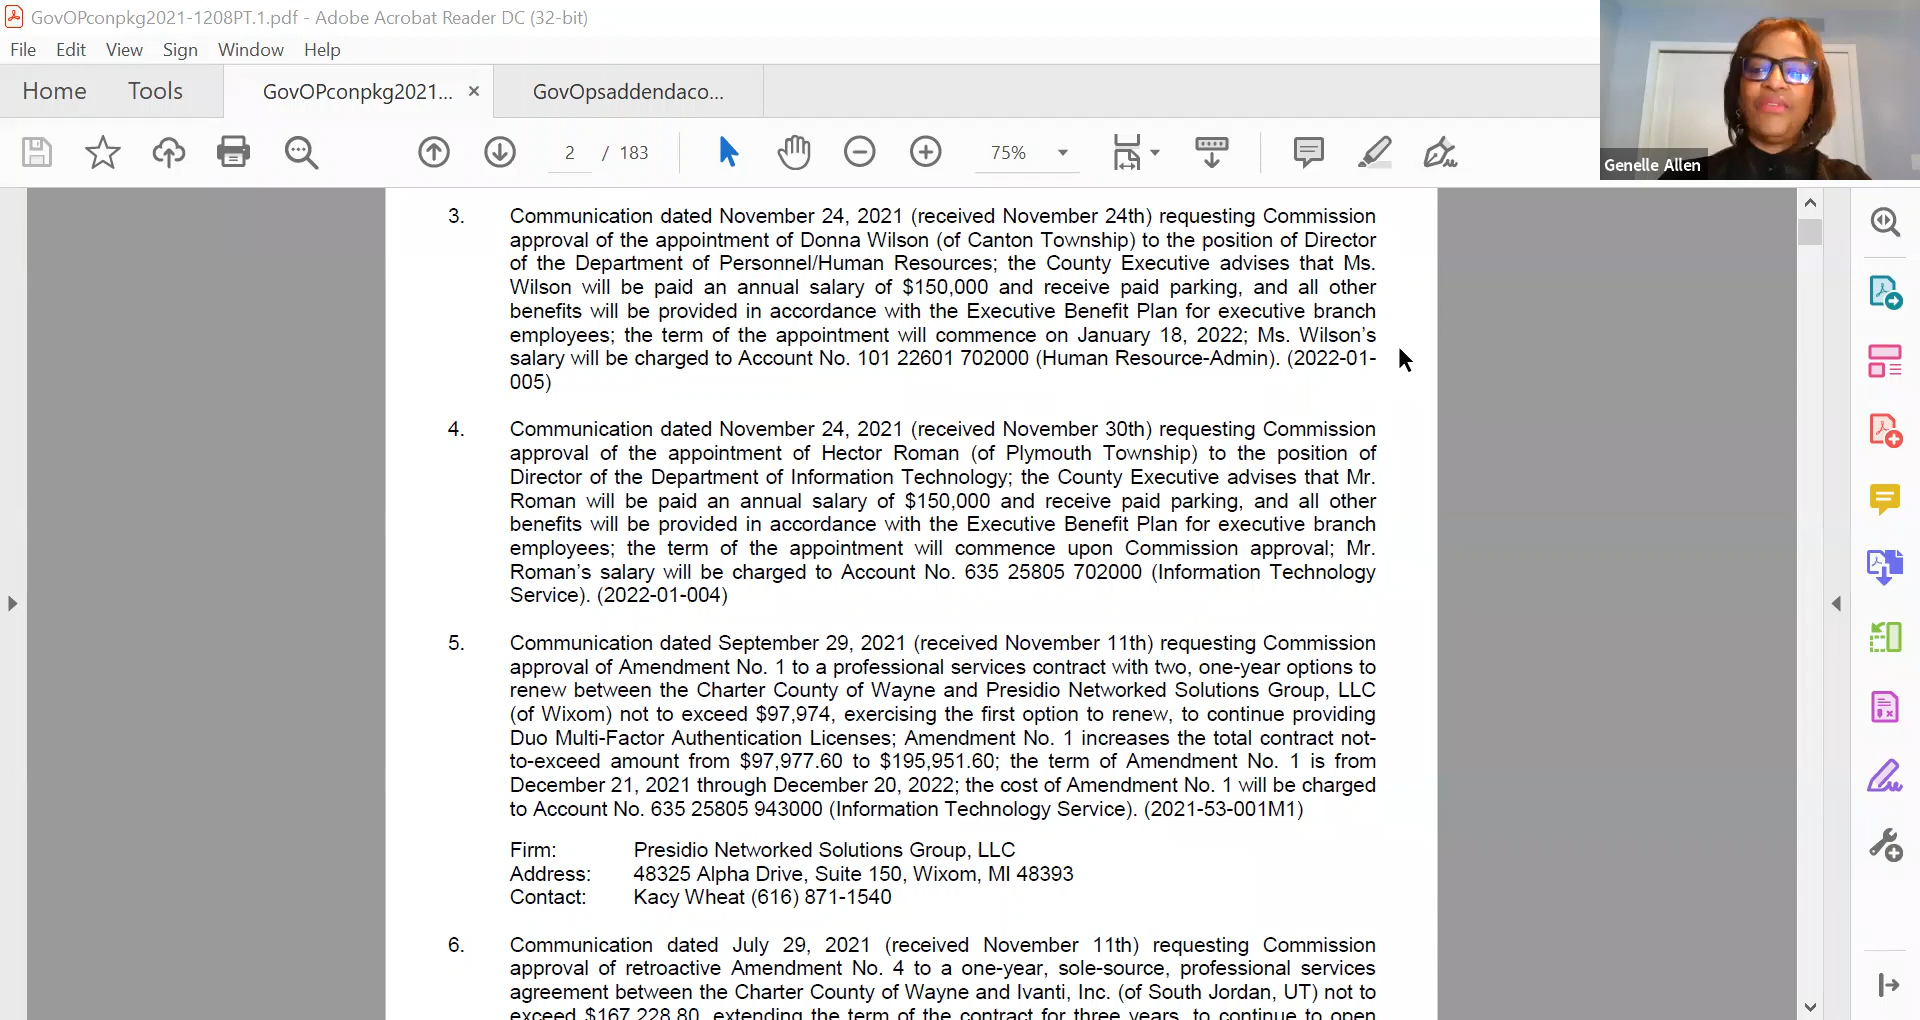 GovOPconpkg2021-1208PT.1.pdf - Adobe Acrobat Reader DC (32-bit)
File Edit View Sign Window Help
Home Tools GovOPconpkg2021... × GovOpsaddendaco...
2 / 183 75%
Genelle Allen
3. Communication dated November 24, 2021 (received November 24th) requesting Commission
approval of the appointment of Donna Wilson (of Canton Township) to the position of Director
of the Department of Personnel/Human Resources; the County Executive advises that Ms.
Wilson will be paid an annual salary of $150,000 and receive paid parking, and all other
benefits will be provided in accordance with the Executive Benefit Plan for executive branch
employees; the term of the appointment will commence on January 18, 2022; Ms. Wilson's
salary will be charged to Account No. 101 22601 702000 (Human Resource-Admin). (2022-01-
005)
4. Communication dated November 24, 2021 (received November 30th) requesting Commission
approval of the appointment of Hector Roman (of Plymouth Township) to the position of
Director of the Department of Information Technology; the County Executive advises that Mr.
Roman will be paid an annual salary of $150,000 and receive paid parking, and all other
benefits will be provided in accordance with the Executive Benefit Plan for executive branch
employees; the term of the appointment will commence upon Commission approval; Mr.
Roman's salary will be charged to Account No. 635 25805 702000 (Information Technology
Service). (2022-01-004)
5. Communication dated September 29, 2021 (received November 11th) requesting Commission
approval of Amendment No. 1 to a professional services contract with two, one-year options to
renew between the Charter County of Wayne and Presidio Networked Solutions Group, LLC
(of Wixom) not to exceed $97,974, exercising the first option to renew, to continue providing
Duo Multi-Factor Authentication Licenses; Amendment No. 1 increases the total contract not-
to-exceed amount from $97,977.60 to $195,951.60; the term of Amendment No. 1 is from
December 21, 2021 through December 20, 2022; the cost of Amendment No. 1 will be charged
to Account No. 635 25805 943000 (Information Technology Service). (2021-53-001M1)
Firm: Presidio Networked Solutions Group, LLC
Address: 48325 Alpha Drive, Suite 150, Wixom, MI 48393
Contact: Kacy Wheat (616) 871-1540
6. Communication dated July 29, 2021 (received November 11th) requesting Commission
approval of retroactive Amendment No. 4 to a one-year, sole-source, professional services
agreement between the Charter County of Wayne and Ivanti, Inc. (of South Jordan, UT) not to
exceed $167,228.80, extending the term of the contract for three years, to continue to open